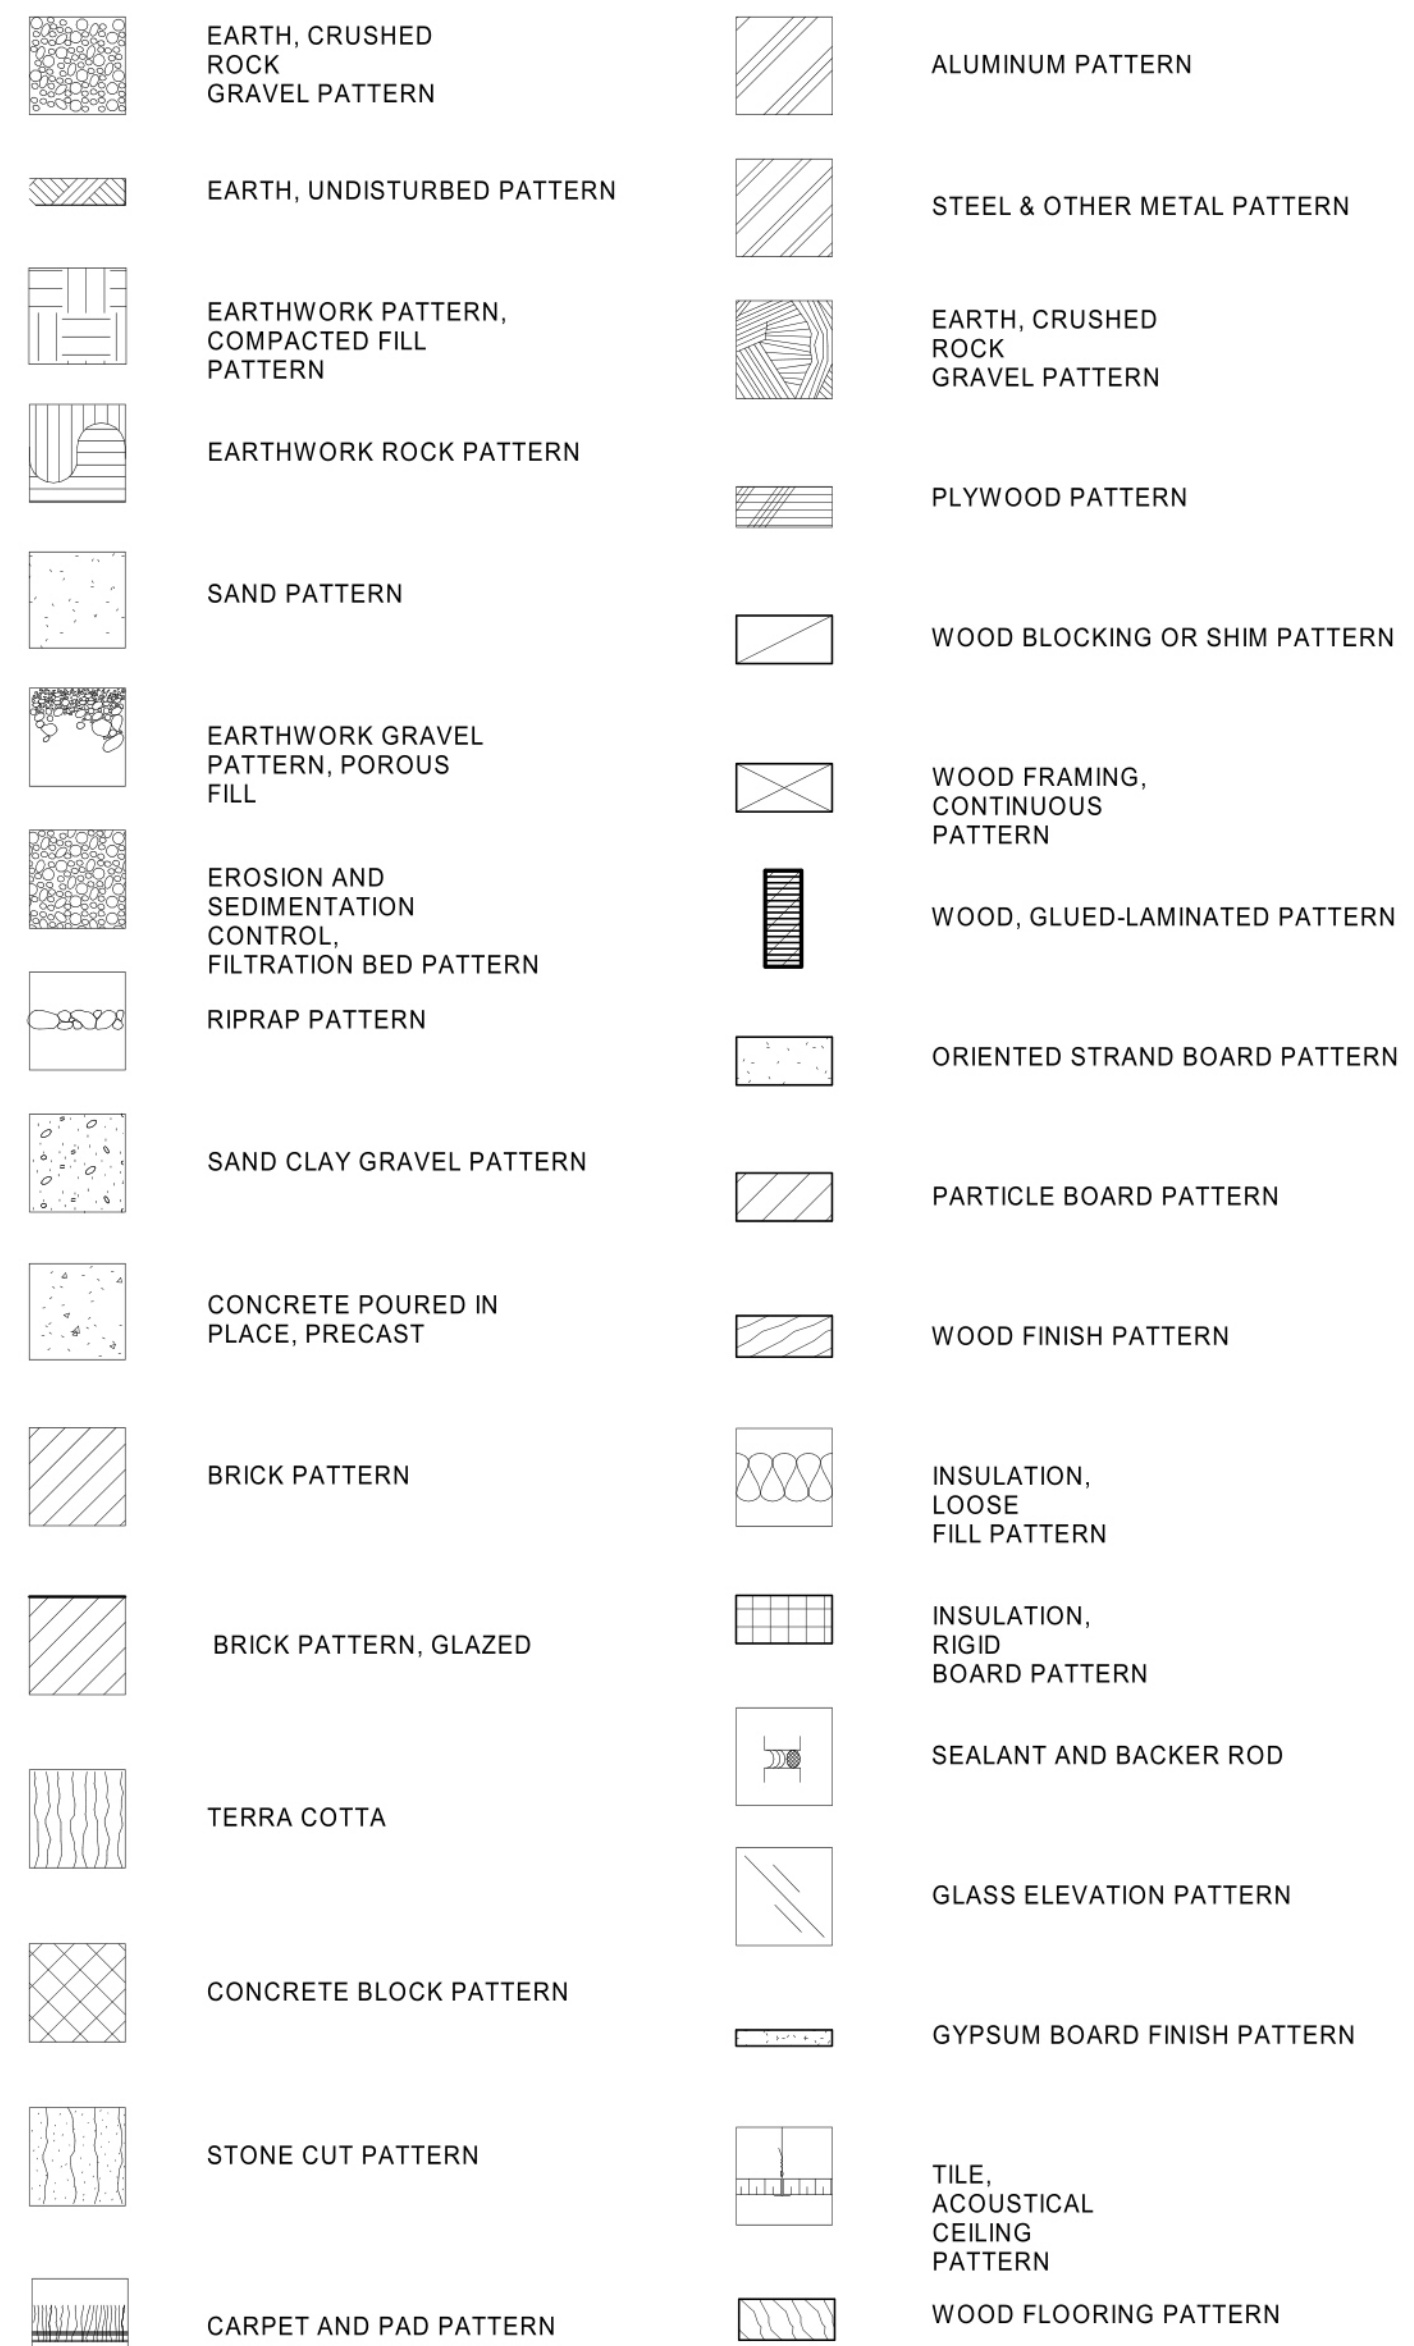 EARTH, CRUSHED
ROCK
GRAVEL PATTERN
EARTH, UNDISTURBED PATTERN
EARTHWORK PATTERN,
COMPACTED FILL
PATTERN
EARTHWORK ROCK PATTERN
SAND PATTERN
EARTHWORK GRAVEL
PATTERN, POROUS
FILL
EROSION AND
SEDIMENTATION
CONTROL,
FILTRATION BED PATTERN
RIPRAP PATTERN
SAND CLAY GRAVEL PATTERN
CONCRETE POURED IN
PLACE, PRECAST
BRICK PATTERN
BRICK PATTERN, GLAZED
TERRA COTTA
CONCRETE BLOCK PATTERN
STONE CUT PATTERN
CARPET AND PAD PATTERN
ALUMINUM PATTERN
STEEL & OTHER METAL PATTERN
EARTH, CRUSHED
ROCK
GRAVEL PATTERN
PLYWOOD PATTERN
WOOD BLOCKING OR SHIM PATTERN
WOOD FRAMING,
CONTINUOUS
PATTERN
WOOD, GLUED-LAMINATED PATTERN
ORIENTED STRAND BOARD PATTERN
PARTICLE BOARD PATTERN
WOOD FINISH PATTERN
INSULATION,
LOOSE
FILL PATTERN
INSULATION,
RIGID
BOARD PATTERN
SEALANT AND BACKER ROD
GLASS ELEVATION PATTERN
GYPSUM BOARD FINISH PATTERN
TILE,
ACOUSTICAL
CEILING
PATTERN
WOOD FLOORING PATTERN